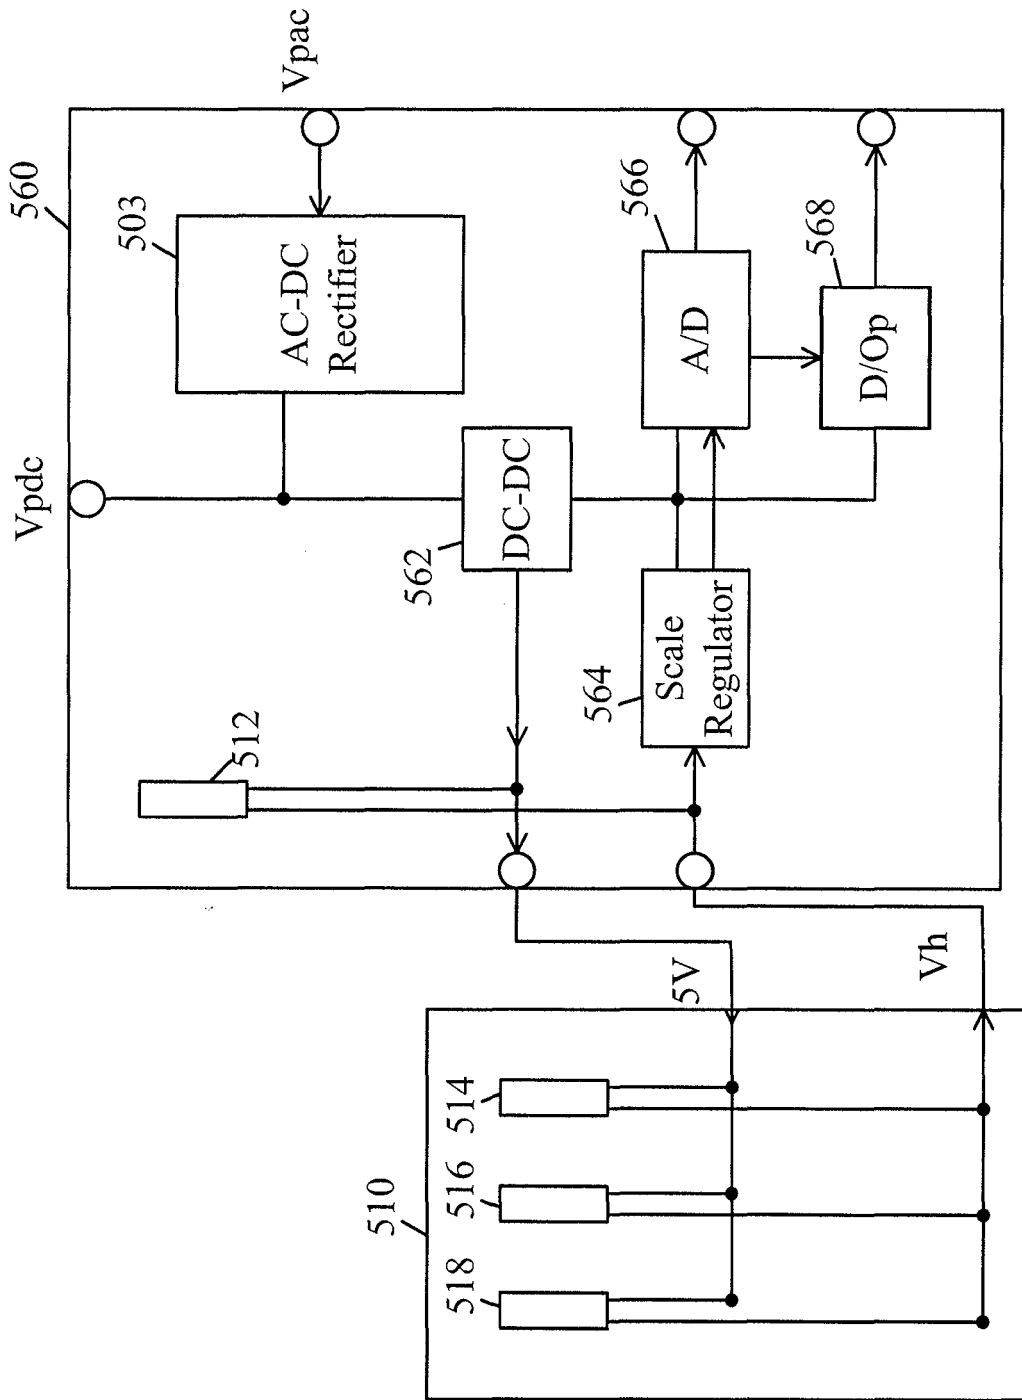 560
Vpac
503
AC-DC
Rectifier
Vpdc
566
A/D
568
D/Op
562
DC-DC
564
Scale
Regulator
512
5V
Vh
510
514
516
518